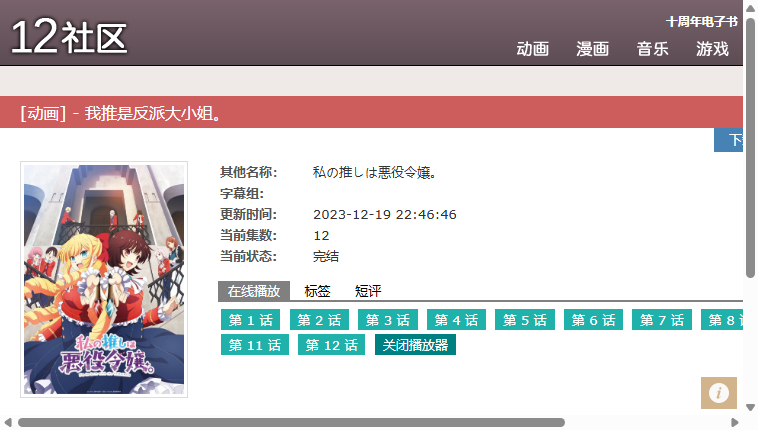 12社区
十周年电子书
动画 漫画 音乐 游戏
[动画] - 我推是反派大小姐。
下
其他名称: 私の推しは悪役令嬢。
字幕组:
更新时间: 2023-12-19 22:46:46
当前集数: 12
当前状态: 完结
在线播放 标签 短评
第 1 话 第 2 话 第 3 话 第 4 话 第 5 话 第 6 话 第 7 话 第 8 话
第 11 话 第 12 话 关闭播放器
私の推しは
悪役令嬢。
i